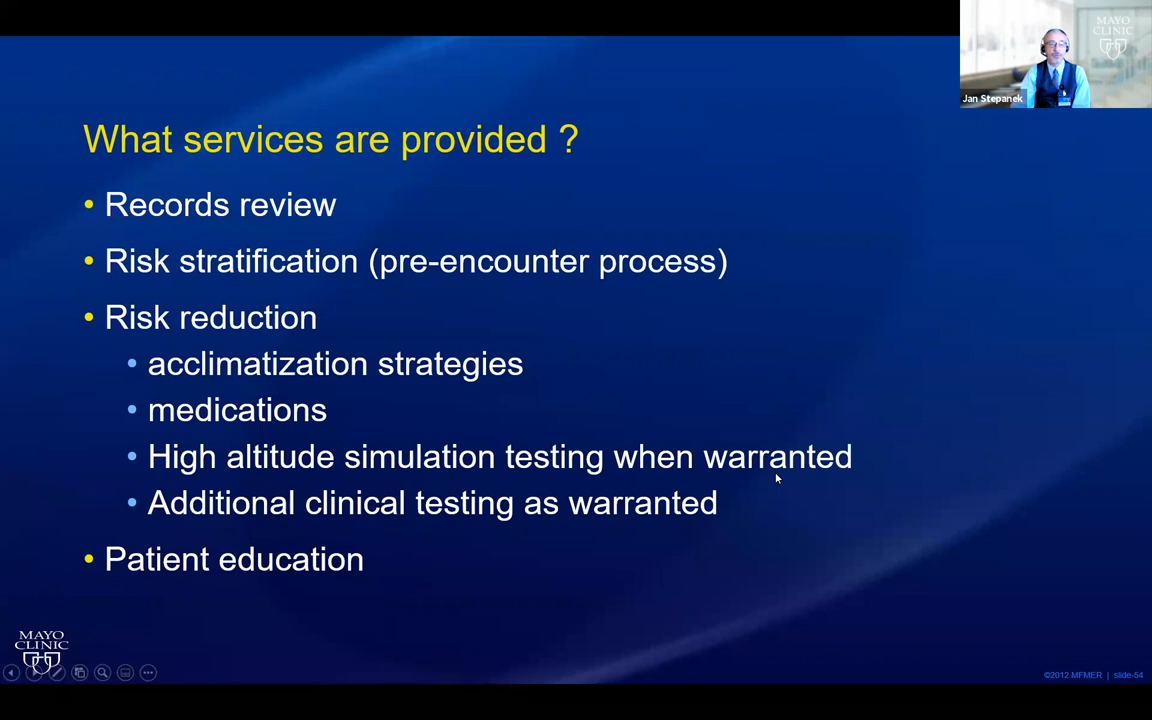 MAYO
CLINIC
Jan Stepanek
What services are provided ?
• Records review
• Risk stratification (pre-encounter process)
• Risk reduction
• acclimatization strategies
• medications
• High altitude simulation testing when warranted
• Additional clinical testing as warranted
• Patient education
MAYO
CLINIC
©2012 MFMER | slide-54